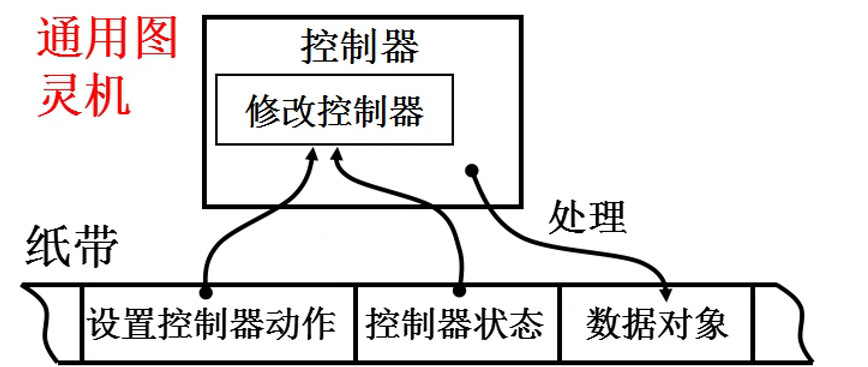 通用图
灵机
控制器
修改控制器
处理
纸带
设置控制器动作
控制器状态
数据对象